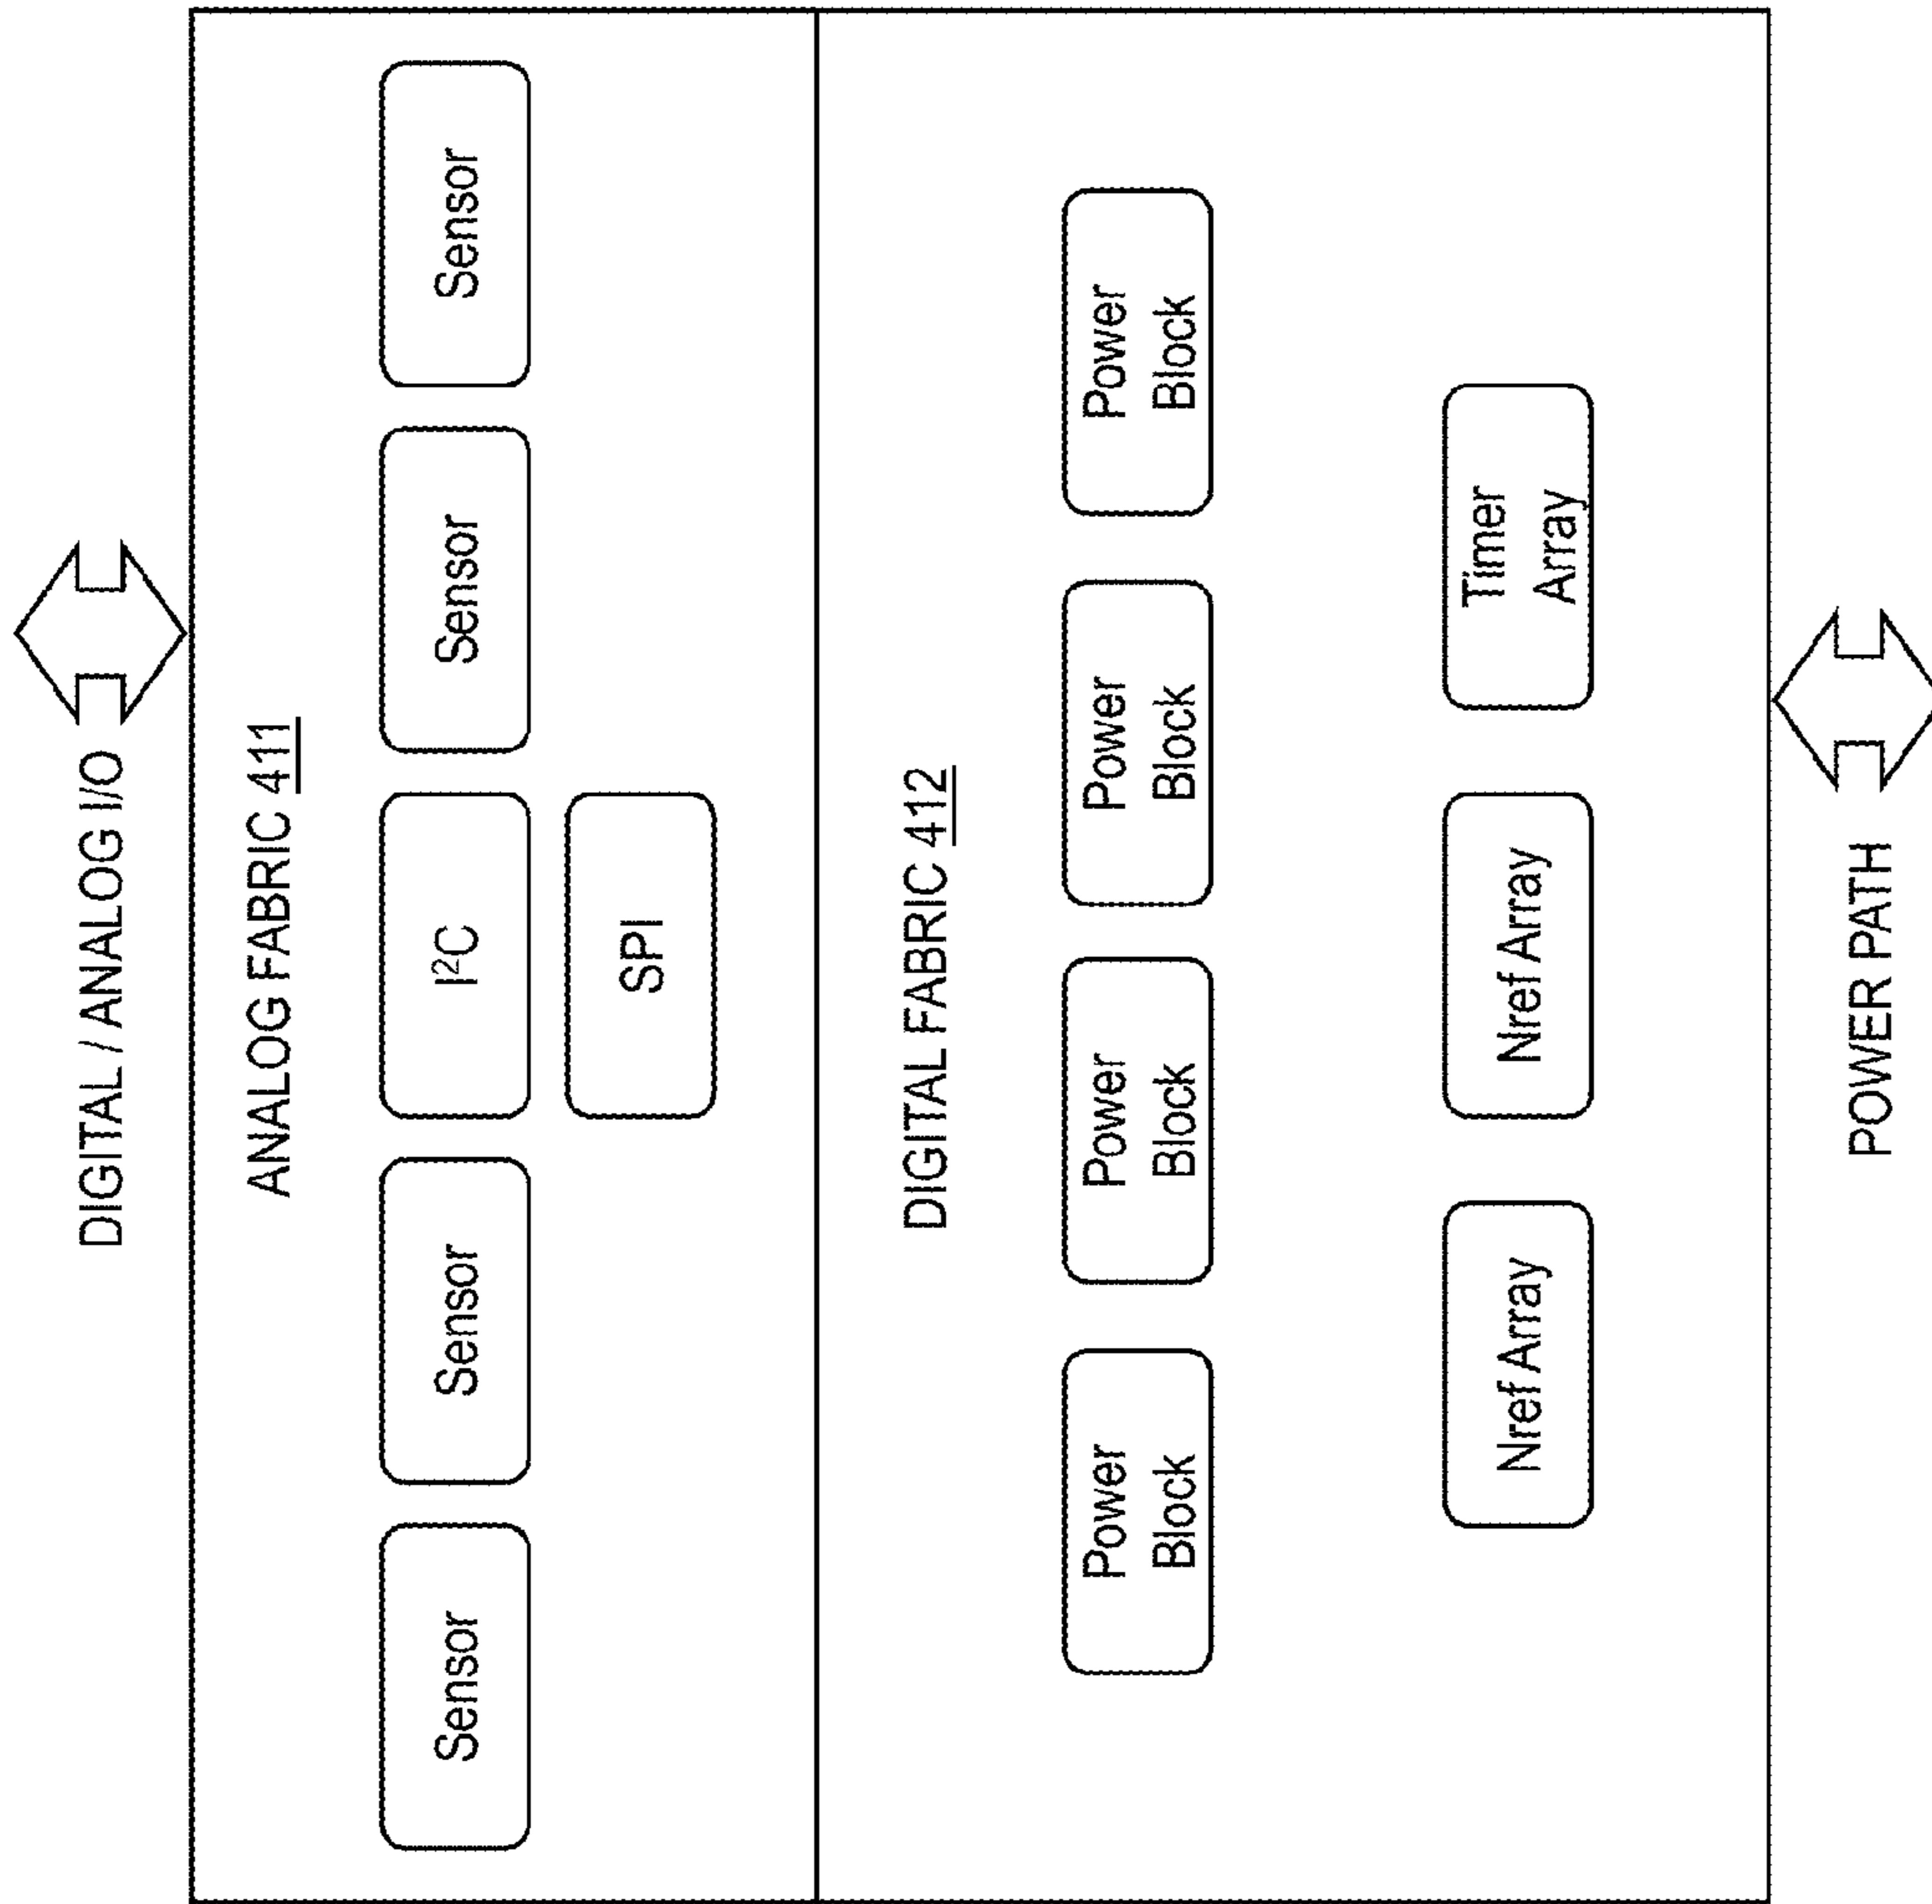 DIGITAL / ANALOG I/O
ANALOG FABRIC 411
Sensor
Sensor
I²C
Sensor
Sensor
SPI
DIGITAL FABRIC 412
Power
Block
Power
Block
Power
Block
Power
Block
Nref Array
Nref Array
Timer
Array
POWER PATH